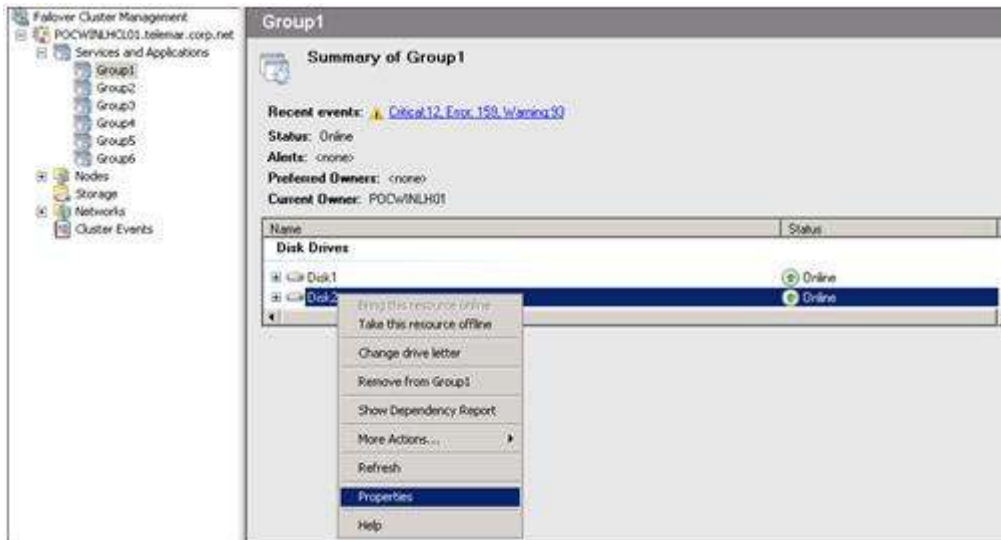 Failover Cluster Management
POCWINLHCL01.telemar.corp.net
Services and Applications
Group1
Group2
Group3
Group4
Group5
Group6
Nodes
Storage
Networks
Cluster Events
Group1
Summary of Group1
Recent events: Critical 12, Error, 159, Warning 93
Status: Online
Alerts: <none>
Preferred Owners: <none>
Current Owner: POCWINLH01
Name Status
Disk Drives
Disk1 Online
Disk2 Online
Bring this resource online
Take this resource offline
Change drive letter
Remove from Group1
Show Dependency Report
More Actions...
Refresh
Properties
Help